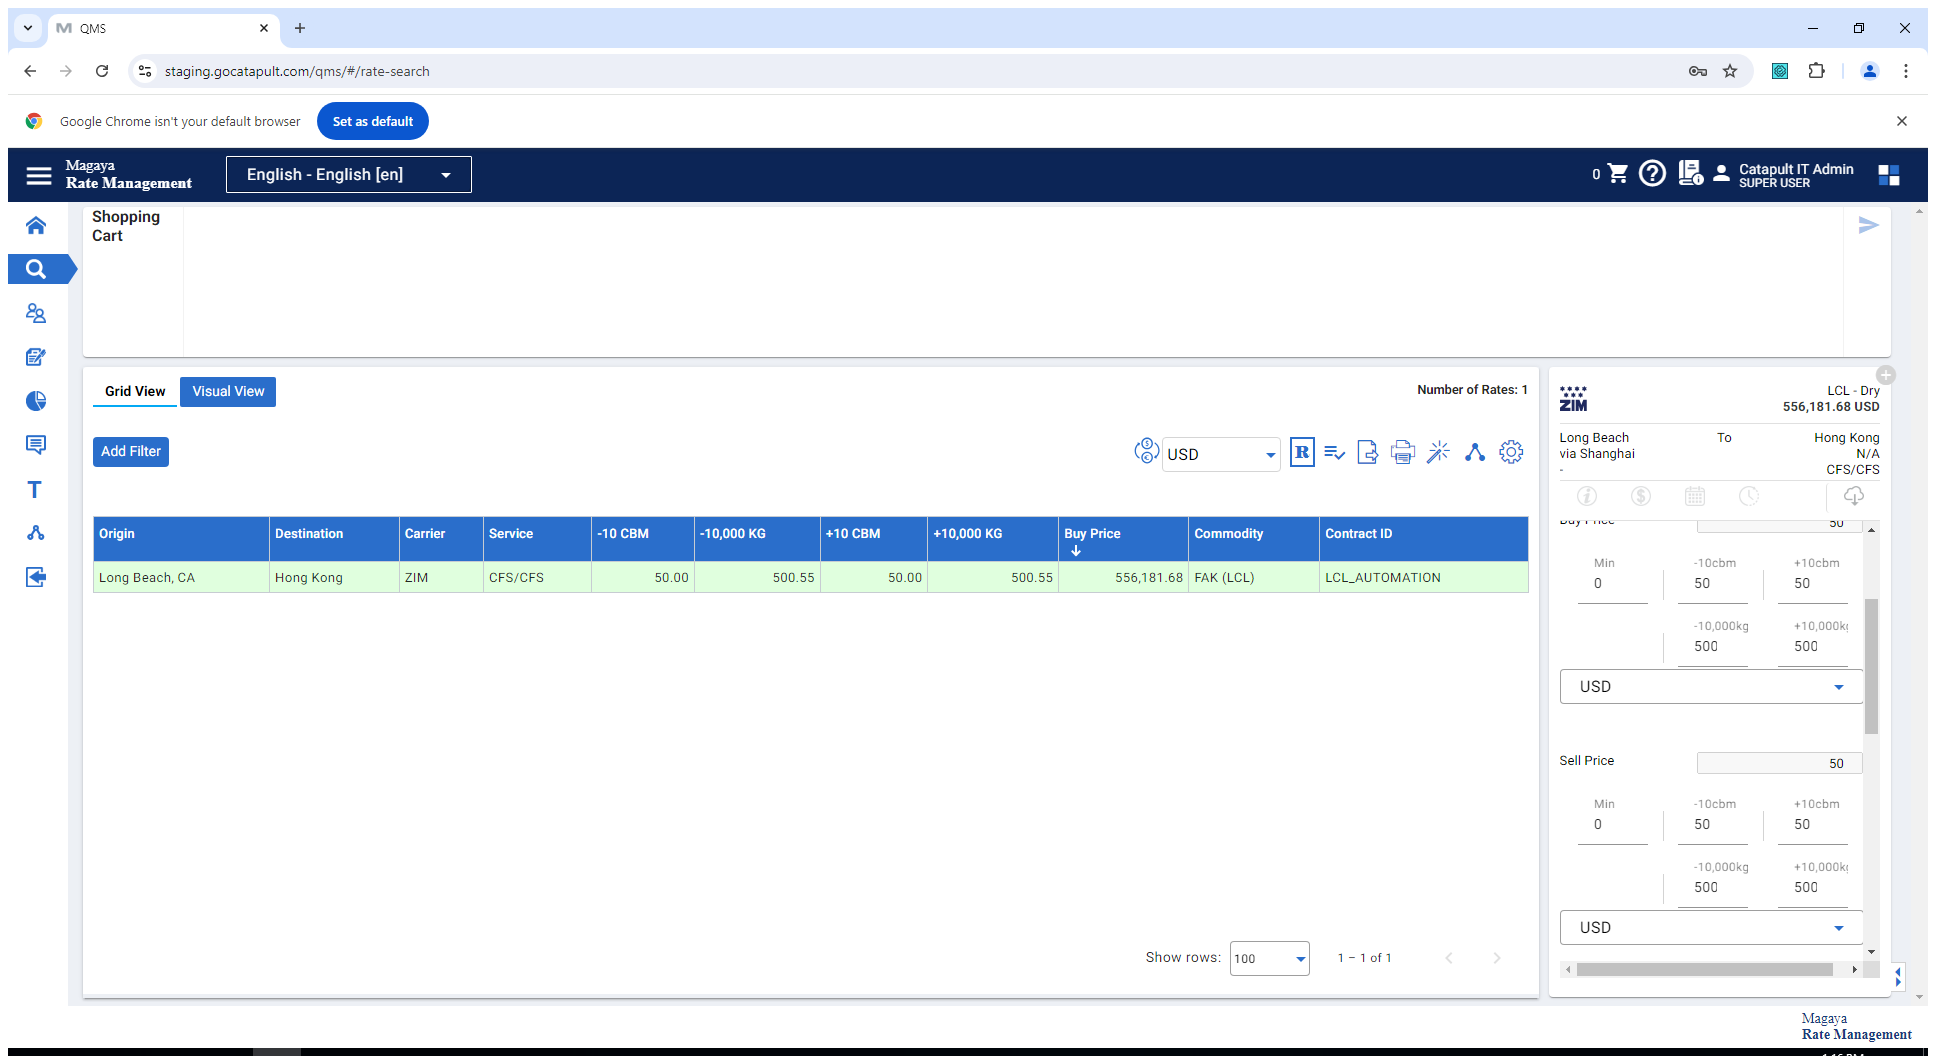 QMS
staging.gocatapult.com/qms/#/rate-search
Google Chrome isn't your default browser
Set as default
Magaya
Rate Management
English - English [en]
0
Catapult IT Admin
SUPER USER
Shopping
Cart
Grid View
Visual View
Number of Rates: 1
Add Filter
USD
R
Origin
Destination
Carrier
Service
-10 CBM
-10,000 KG
+10 CBM
+10,000 KG
Buy Price
Commodity
Contract ID
Long Beach, CA
Hong Kong
ZIM
CFS/CFS
50.00
500.55
50.00
500.55
556,181.68
FAK (LCL)
LCL_AUTOMATION
Show rows:
100
1 – 1 of 1
ZIM
LCL - Dry
556,181.68 USD
Long Beach
To
Hong Kong
via Shanghai
N/A
-
CFS/CFS
Buy Price
50
Min
-10cbm
+10cbm
0
50
50
-10,000kg
+10,000kg
500
500
USD
Sell Price
50
Min
-10cbm
+10cbm
0
50
50
-10,000kg
+10,000kg
500
500
USD
T
Magaya
Rate Management